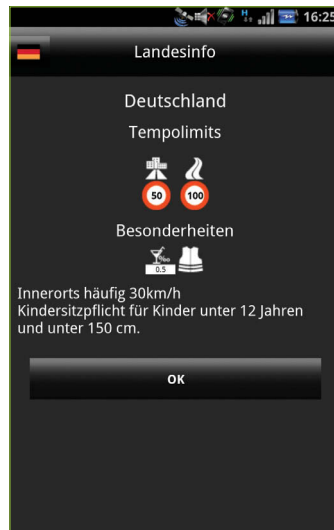 16:25
Landesinfo
Deutschland
Tempolimits
50 100
Besonderheiten
‰
0.5
Innerorts häufig 30km/h
Kindersitzpflicht für Kinder unter 12 Jahren
und unter 150 cm.
OK